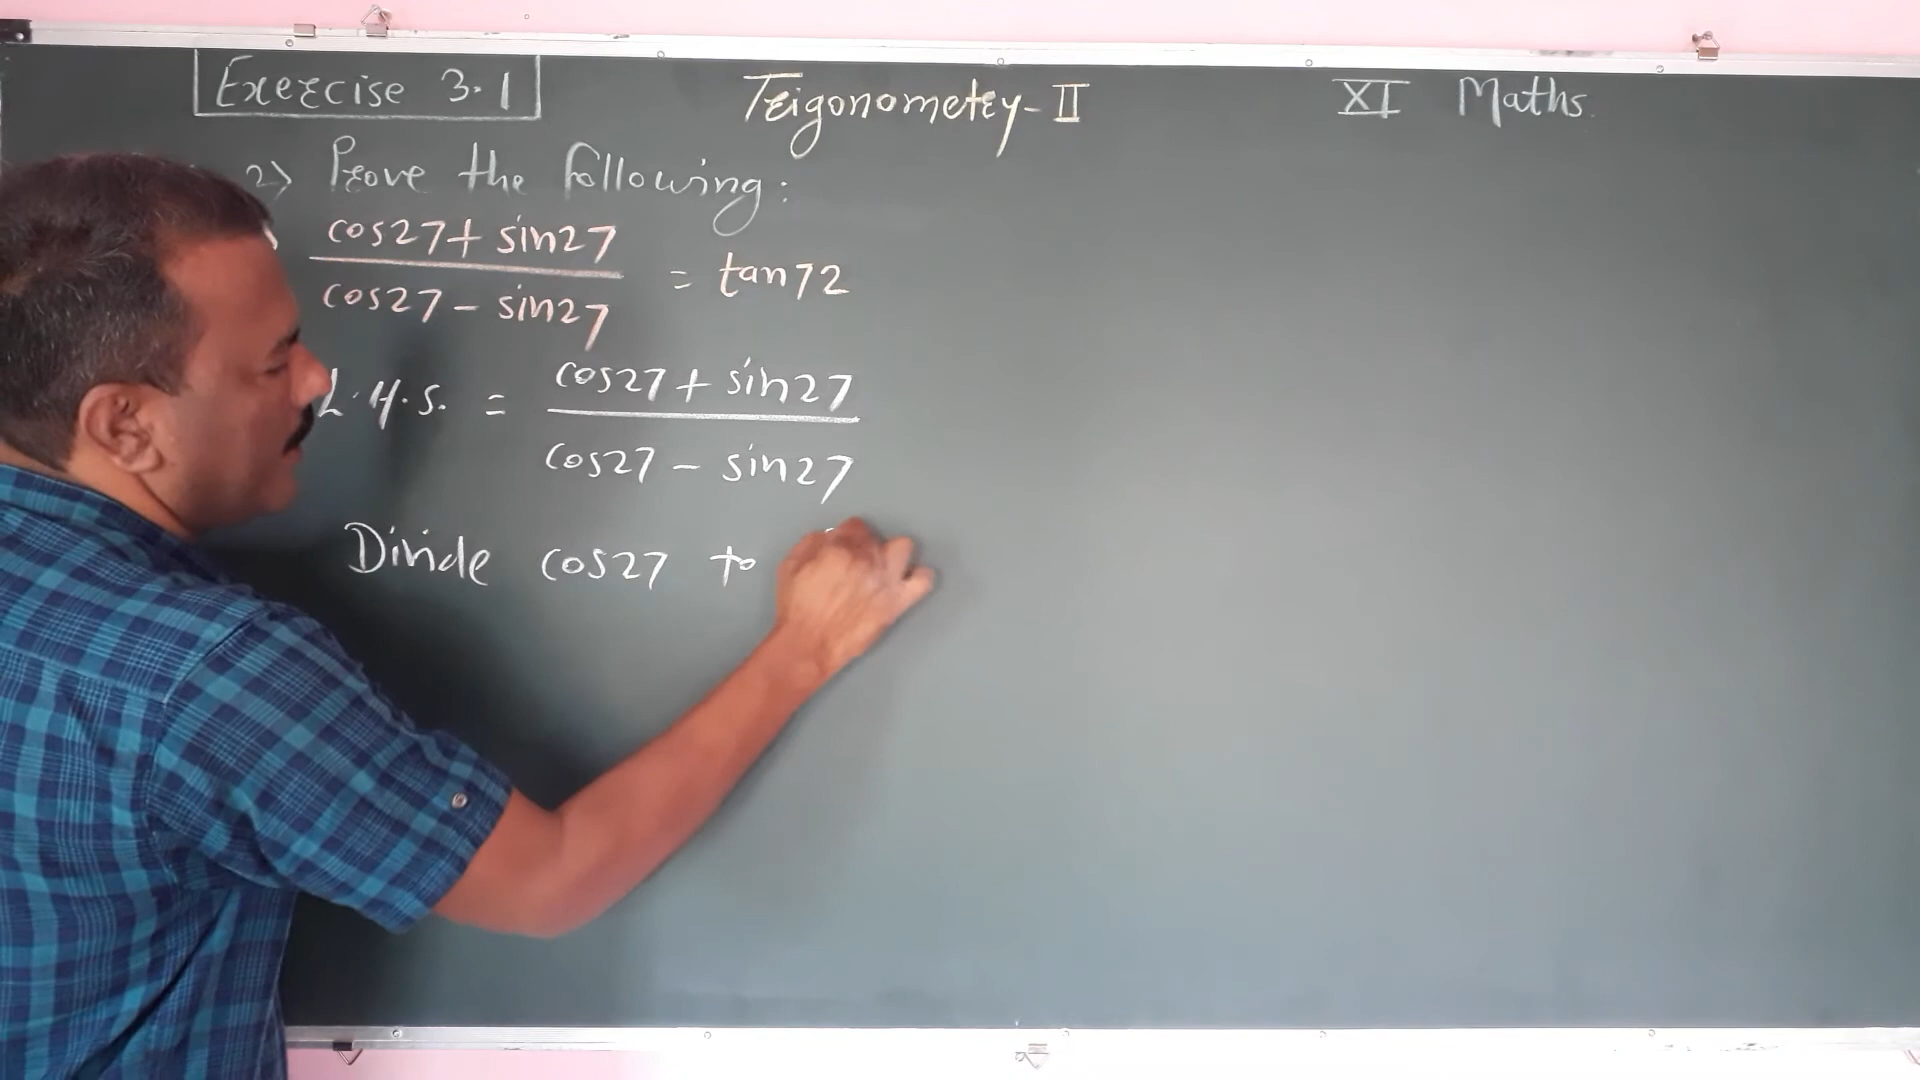 Exercise 3.1
Trigonometry-II
XI Maths.
2) Prove the following:
cos27 + sin27
cos27 - sin27
= tan72
L.H.S. =
cos27 + sin27
cos27 - sin27
Divide cos27 to